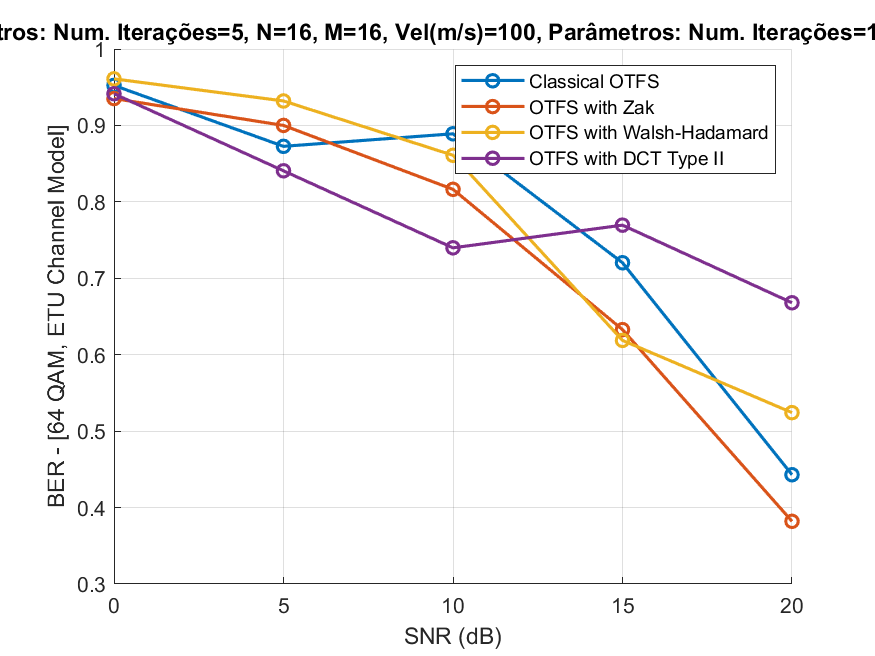 tros: Num. Iterações=5, N=16, M=16, Vel(m/s)=100, Parâmetros: Num. Iterações=1
Classical OTFS
OTFS with Zak
OTFS with Walsh-Hadamard
OTFS with DCT Type II
BER - [64 QAM, ETU Channel Model]
1
0.9
0.8
0.7
0.6
0.5
0.4
0.3
0
5
10
15
20
SNR (dB)